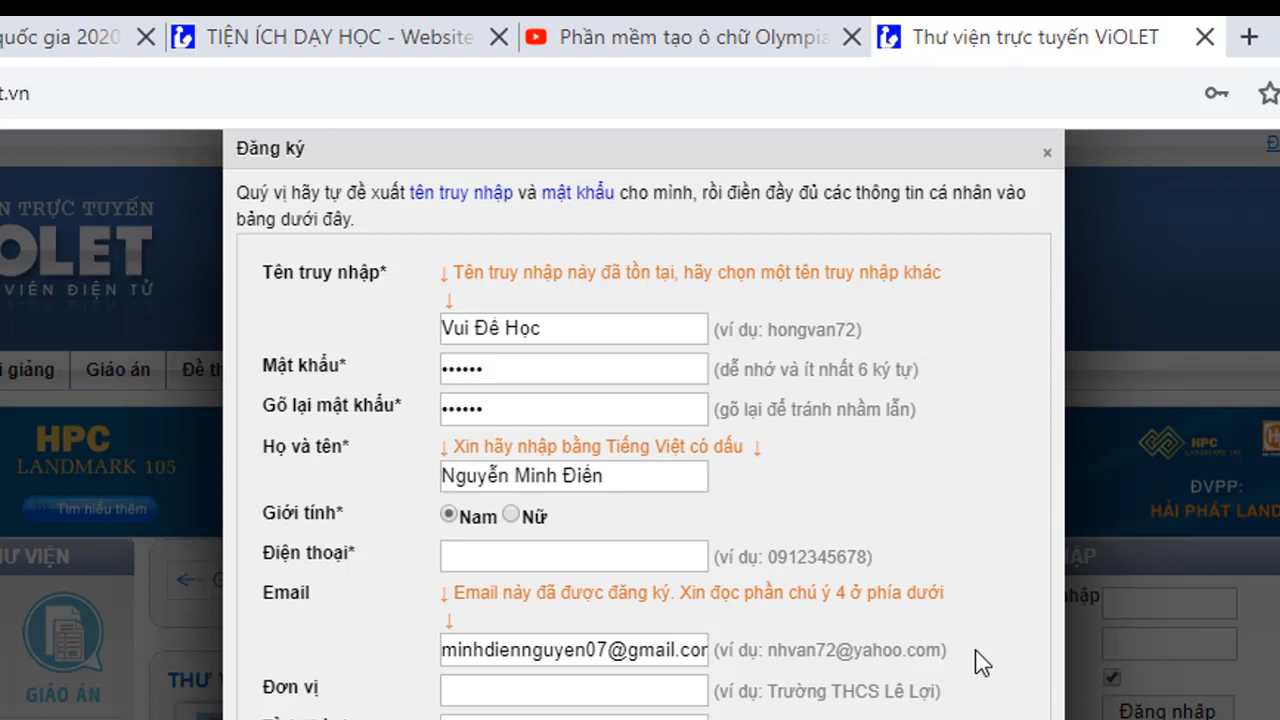 quốc gia 2020
TIỆN ÍCH DẠY HỌC - Website
Phần mềm tạo ô chữ Olympia
Thư viện trực tuyến ViOLET
t.vn
Đăng ký
Quý vị hãy tự đề xuất tên truy nhập và mật khẩu cho mình, rồi điền đầy đủ các thông tin cá nhân vào
bảng dưới đây.
N TRỰC TUYẾN
OLET
VIÊN ĐIỆN TỬ
Tên truy nhập* ↓ Tên truy nhập này đã tồn tại, hãy chọn một tên truy nhập khác
↓
Vui Để Học (ví dụ: hongvan72)
Mật khẩu* •••••• (dễ nhớ và ít nhất 6 ký tự)
Gõ lại mật khẩu* •••••• (gõ lại để tránh nhầm lẫn)
Họ và tên* ↓ Xin hãy nhập bằng Tiếng Việt có dấu ↓
Nguyễn Minh Điền
Giới tính* Nam Nữ
Điện thoại* (ví dụ: 0912345678)
Email ↓ Email này đã được đăng ký. Xin đọc phần chú ý 4 ở phía dưới
↓
minhdiennguyen07@gmail.com (ví dụ: nhvan72@yahoo.com)
Đơn vị (ví dụ: Trường THCS Lê Lợi)
i giảng
Giáo án
Đề th
HPC
LANDMARK 105
Tìm hiểu thêm
HPC
ĐVPP:
HẢI PHÁT LAND
HƯ VIỆN
GIÁO ÁN
THƯ V
ẬP
nhập
Đăng nhập